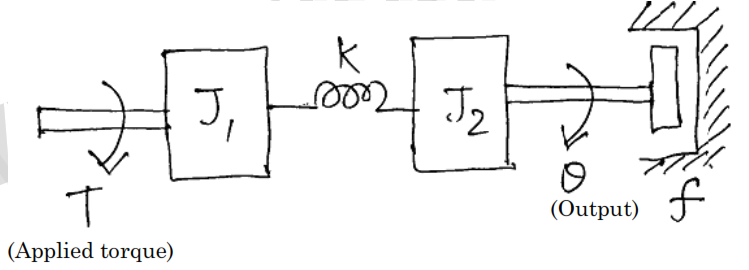 K
J₁
J₂
T
θ
f
(Output)
(Applied torque)